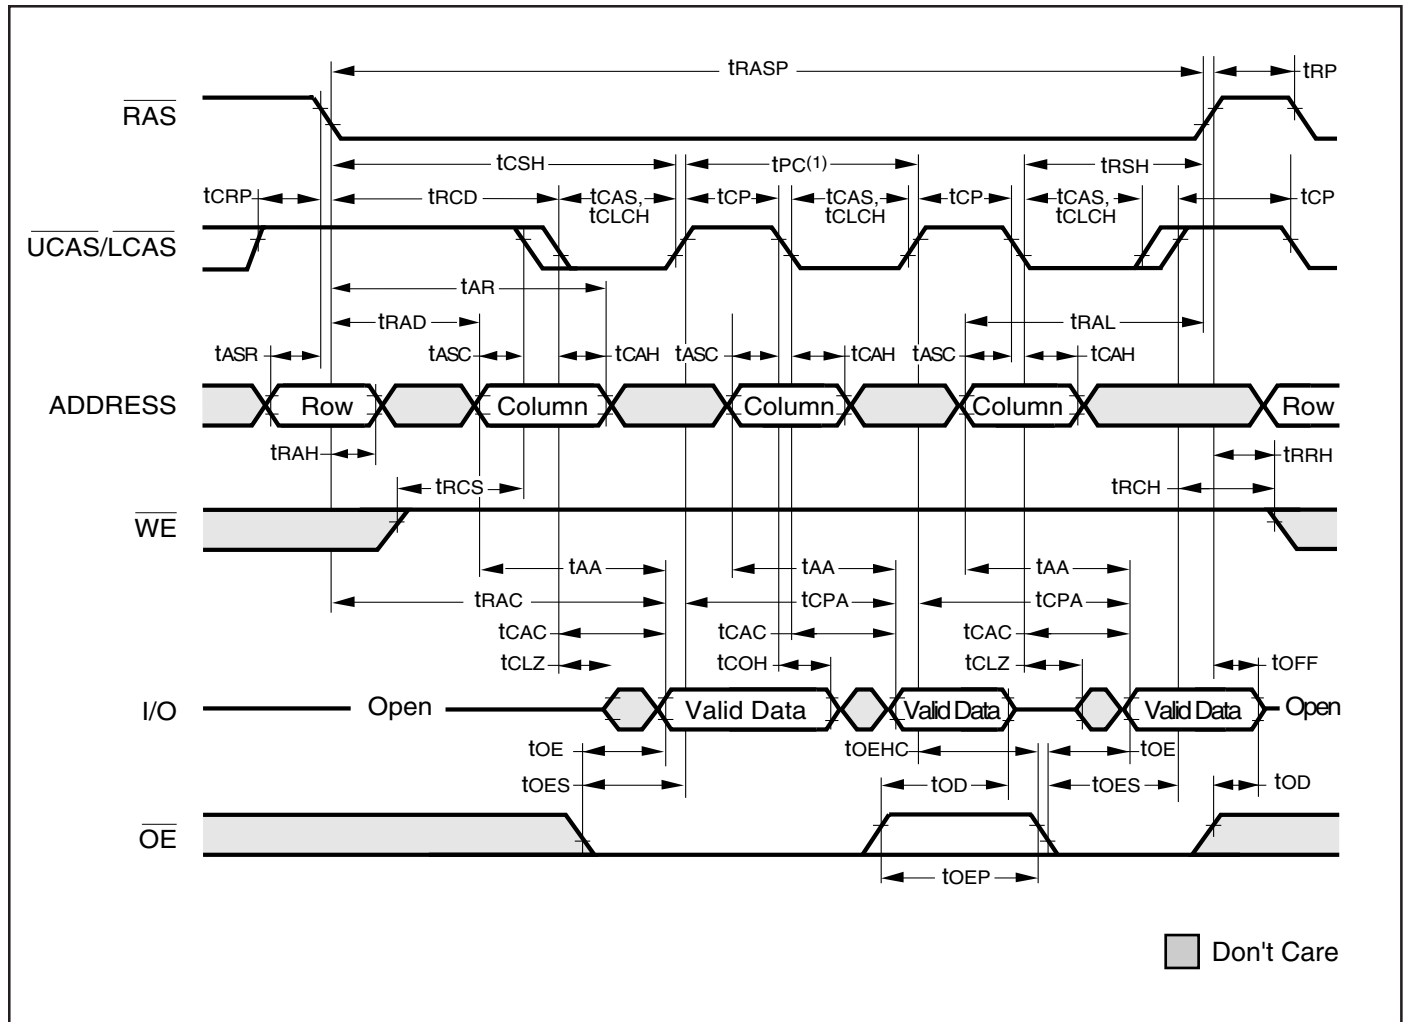 tRASP
tRP
RAS
tCSH
tPC(1)
tRSH
tCRP
tRCD
tCAS,
tCLCH
tCP
tCAS,
tCLCH
tCP
tCAS,
tCLCH
tCP
UCAS/LCAS
tAR
tRAD
tRAL
tASR
tASC
tCAH
tASC
tCAH
tASC
tCAH
ADDRESS
Row
Column
Column
Column
Row
tRAH
tRRH
tRCS
tRCH
WE
tAA
tAA
tAA
tRAC
tCPA
tCPA
tCAC
tCAC
tCAC
tCLZ
tCOH
tCLZ
tOFF
I/O
Open
Valid Data
Valid Data
Valid Data
Open
tOE
tOEHC
tOE
tOES
tOD
tOES
tOD
OE
tOEP
Don't Care